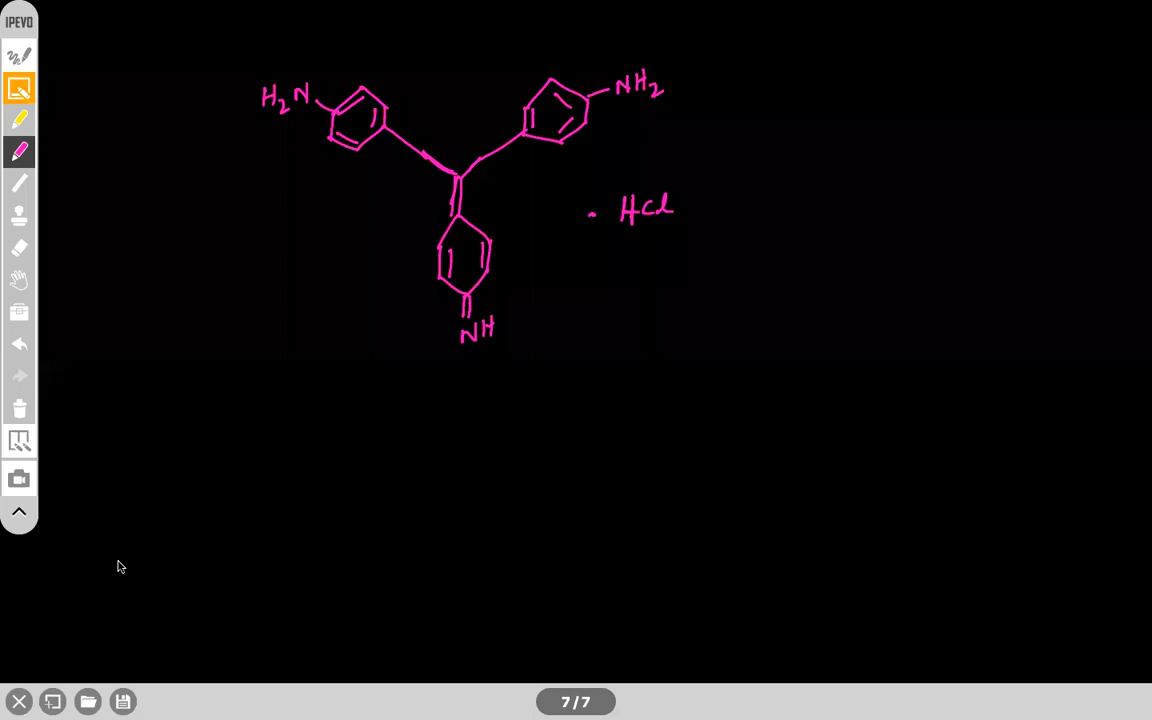 IPEVO
H₂N
NH₂
· HCl
NH
7/7